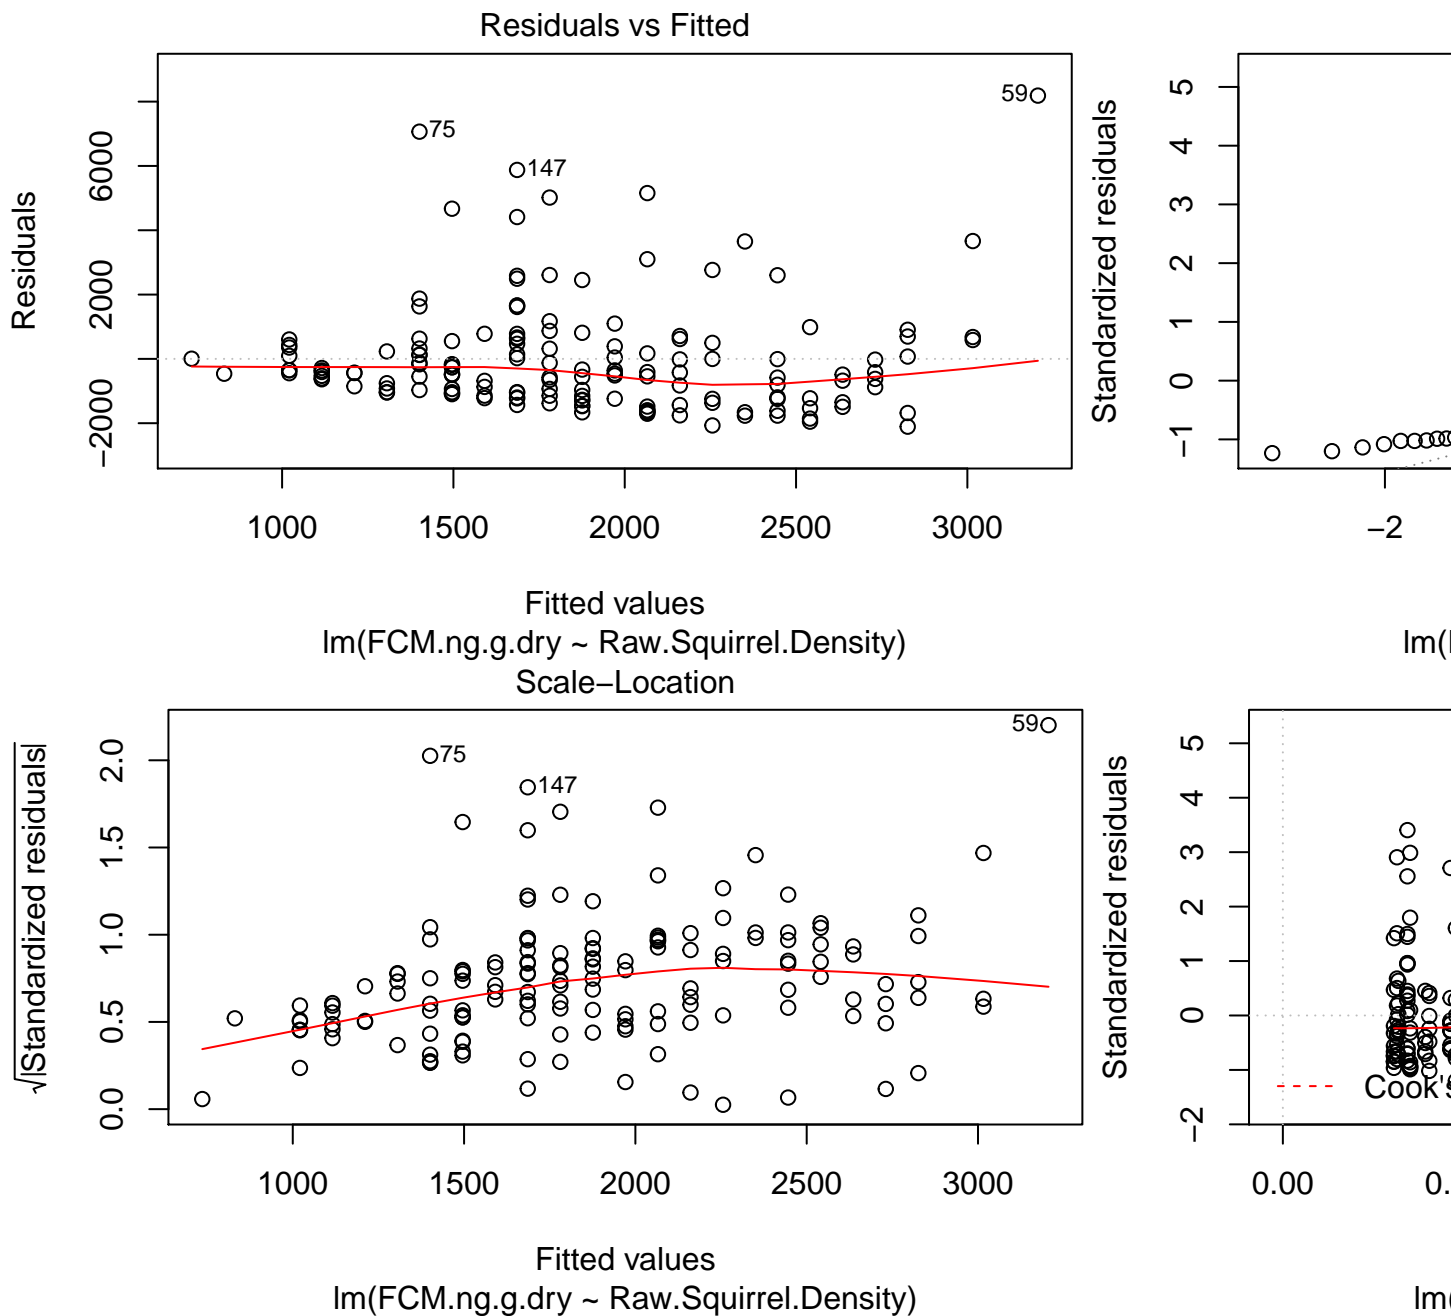 Residuals vs Fitted
Residuals
6000
2000
−2000
75
147
59
1000 1500 2000 2500 3000
Fitted values
lm(FCM.ng.g.dry ~ Raw.Squirrel.Density)
Standardized residuals
5
4
3
2
1
0
−1
−2
lm(
Scale−Location
√|Standardized residuals|
2.0
1.5
1.0
0.5
0.0
75
147
59
1000 1500 2000 2500 3000
Fitted values
lm(FCM.ng.g.dry ~ Raw.Squirrel.Density)
Standardized residuals
5
4
3
2
1
0
−2
Cook's
0.00 0.
lm(